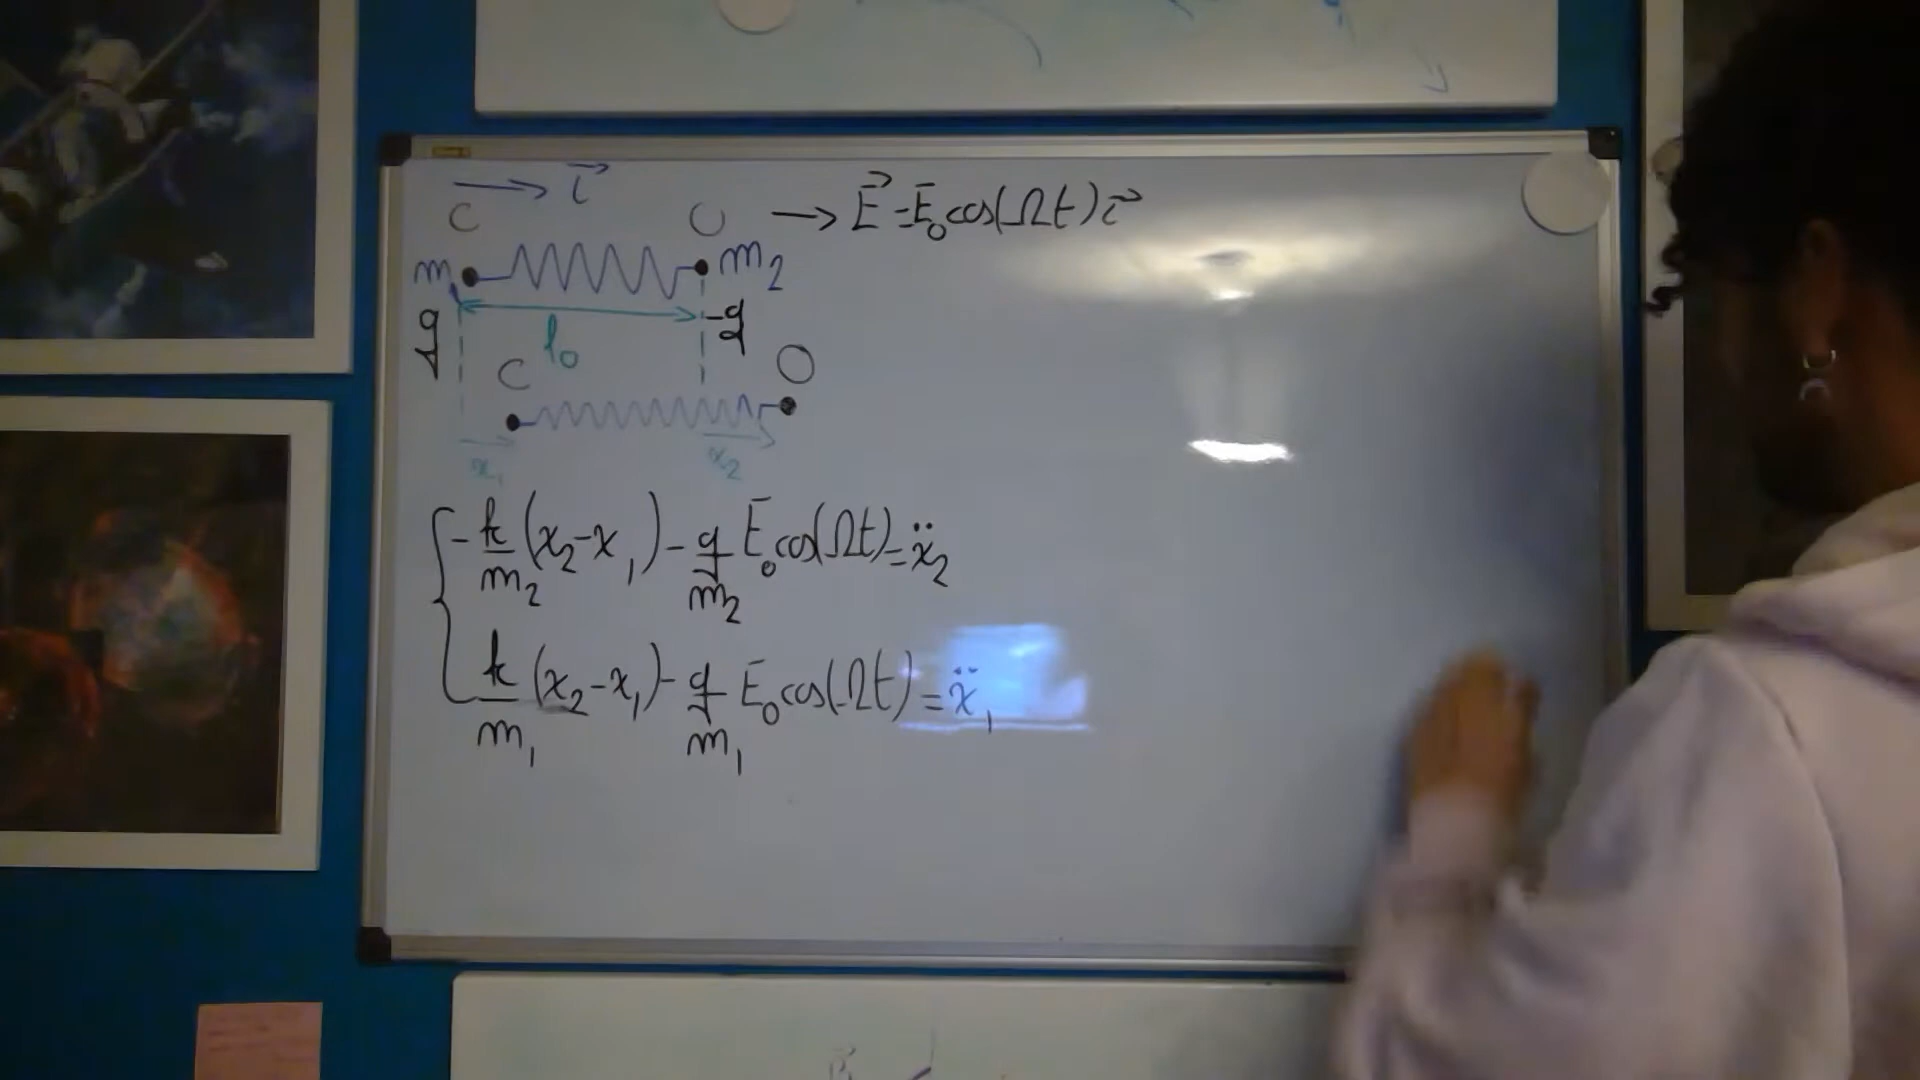 → i⃗
C O → E⃗ = E₀cos(Ωt)i⃗
m₁ m₂
q l₀ -q
C O
x₁ x₂
-k/m₂ (x₂-x₁) - q/m₂ E₀cos(Ωt) = ẍ₂
k/m₁ (x₂-x₁) - q/m₁ E₀cos(Ωt) = ẍ₁